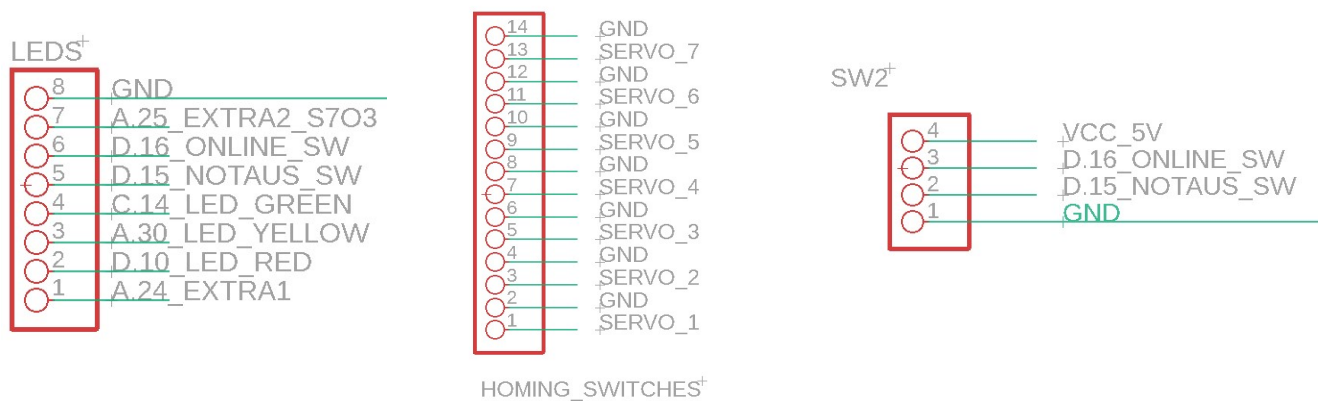 LEDS
8 GND
7 A.25_EXTRA2_S7O3
6 D.16_ONLINE_SW
5 D.15_NOTAUS_SW
4 C.14_LED_GREEN
3 A.30_LED_YELLOW
2 D.10_LED_RED
1 A.24_EXTRA1
14 GND
13 SERVO_7
12 GND
11 SERVO_6
10 GND
9 SERVO_5
8 GND
7 SERVO_4
6 GND
5 SERVO_3
4 GND
3 SERVO_2
2 GND
1 SERVO_1
HOMING_SWITCHES
SW2
4 VCC_5V
3 D.16_ONLINE_SW
2 D.15_NOTAUS_SW
1 GND